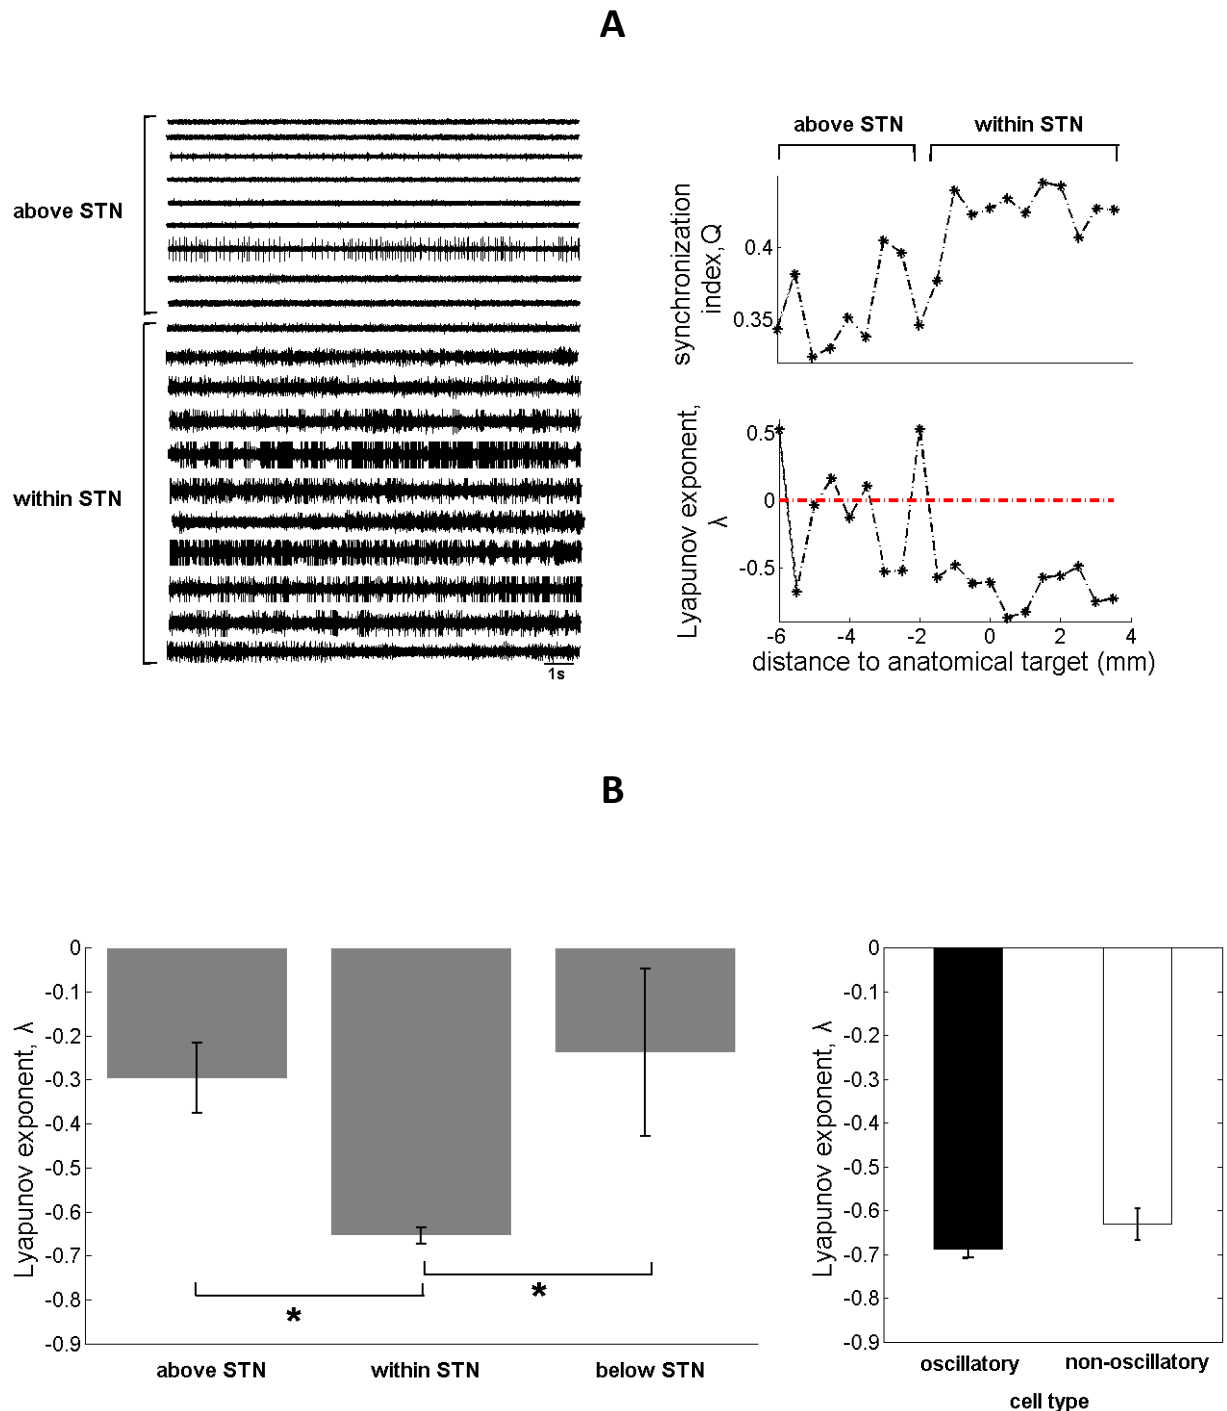 A
above STN
within STN
1s
above STN within STN
synchronization
index, Q
0.4
0.35
Lyapunov exponent,
λ
0.5
0
-0.5
-6 -4 -2 0 2 4
distance to anatomical target (mm)
B
Lyapunov exponent, λ
0
-0.1
-0.2
-0.3
-0.4
-0.5
-0.6
-0.7
-0.8
-0.9
*
*
above STN within STN below STN
Lyapunov exponent, λ
0
-0.1
-0.2
-0.3
-0.4
-0.5
-0.6
-0.7
-0.8
-0.9
oscillatory non-oscillatory
cell type